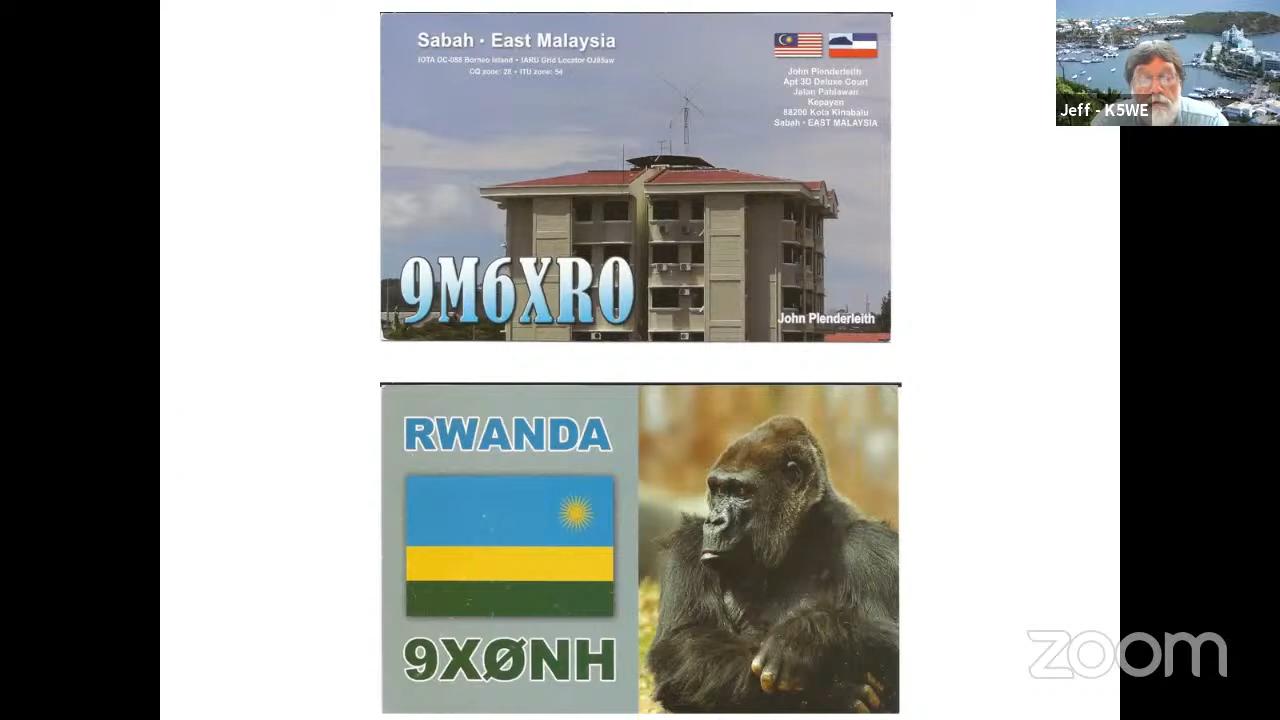 Sabah • East Malaysia
IOTA OC-088 Borneo Island • IARU Grid Locator OJ85aw
CQ zone: 28 • ITU zone: 54
John Plenderleith
Apt 3D Deluxe Court
Jalan Pahlawan
Kepayan
88200 Kota Kinabalu
Sabah • EAST MALAYSIA
9M6XRO
John Plenderleith
Jeff - K5WE
RWANDA
9XØNH
zoom